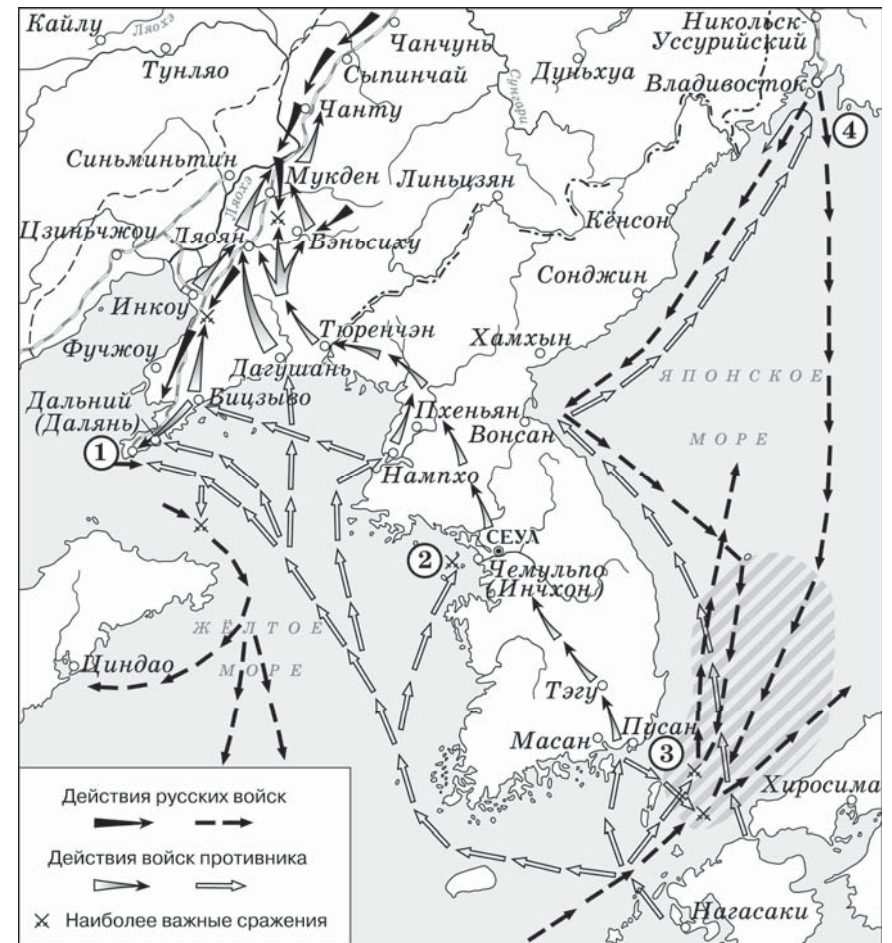 Кайлу
Ляохэ
Тунляо
Чанчунь
Сыпинчай
Чанту
Сунгари
Дуньхуа
Никольск-
Уссурийский
Владивосток
4
Синьминьтин
Ляохэ
Мукден
Линьцзян
Кёнсон
Цзиньчжоу
Ляоян
Вэньсиху
Сонджин
Инкоу
Тюренчэн
Хамхын
Фучжоу
Дагушань
ЯПОНСКОЕ
МОРЕ
Дальний
(Далянь)
Бицзыво
Пхеньян
Вонсан
1
Нампхо
СЕУЛ
2
Чемульпо
(Инчхон)
ЖЁЛТОЕ
МОРЕ
Циндао
Тэгу
Масан
Пусан
3
Хиросима
Нагасаки
Действия русских войск
Действия войск противника
Наиболее важные сражения